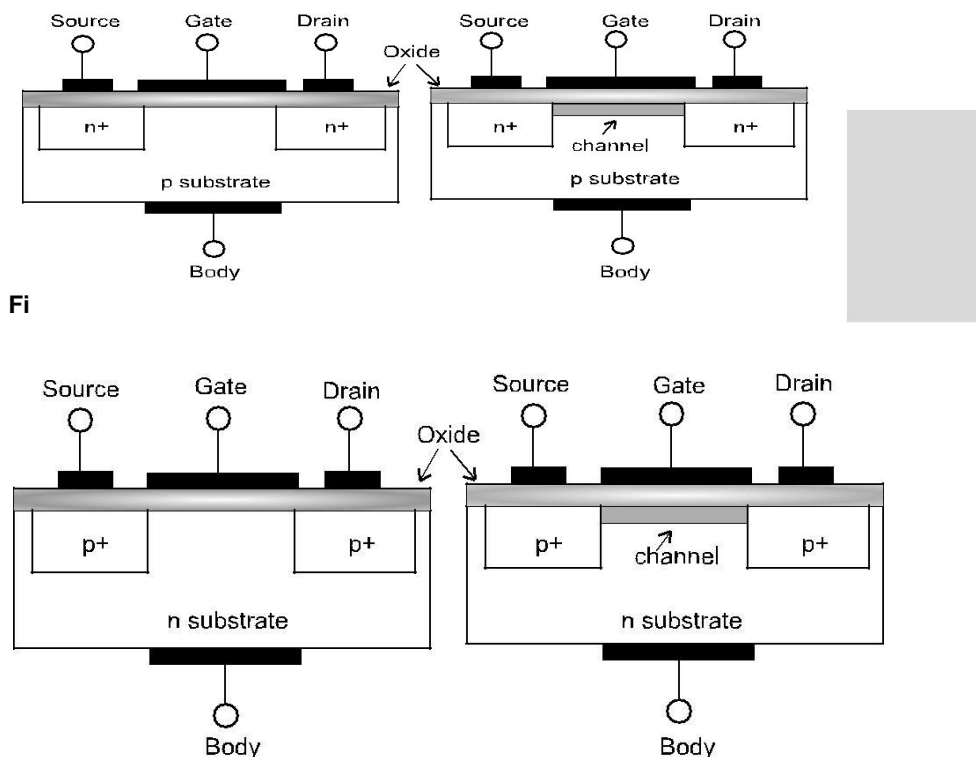 Source Gate Drain Source Gate Drain
Oxide
n+ n+ n+ n+
channel
p substrate p substrate
Body Body
Fi
Source Gate Drain Source Gate Drain
Oxide
p+ p+ p+ p+
channel
n substrate n substrate
Body Body